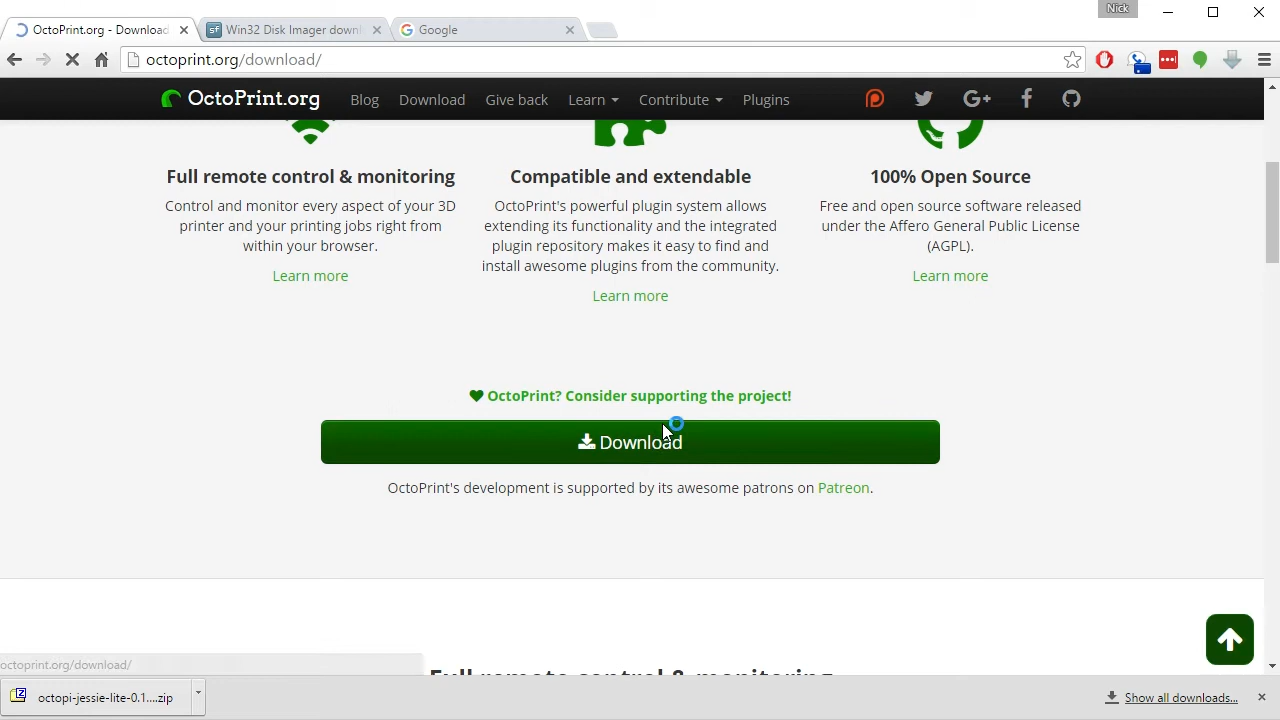 Nick
OctoPrint.org - Download
Win32 Disk Imager downl
Google
octoprint.org/download/
OctoPrint.org
Blog
Download
Give back
Learn
Contribute
Plugins
Full remote control & monitoring
Control and monitor every aspect of your 3D
printer and your printing jobs right from
within your browser.
Learn more
Compatible and extendable
OctoPrint's powerful plugin system allows
extending its functionality and the integrated
plugin repository makes it easy to find and
install awesome plugins from the community.
Learn more
100% Open Source
Free and open source software released
under the Affero General Public License
(AGPL).
Learn more
OctoPrint? Consider supporting the project!
Download
OctoPrint's development is supported by its awesome patrons on Patreon.
Full remote control & monitoring
octoprint.org/download/
octopi-jessie-lite-0.1....zip
Show all downloads...